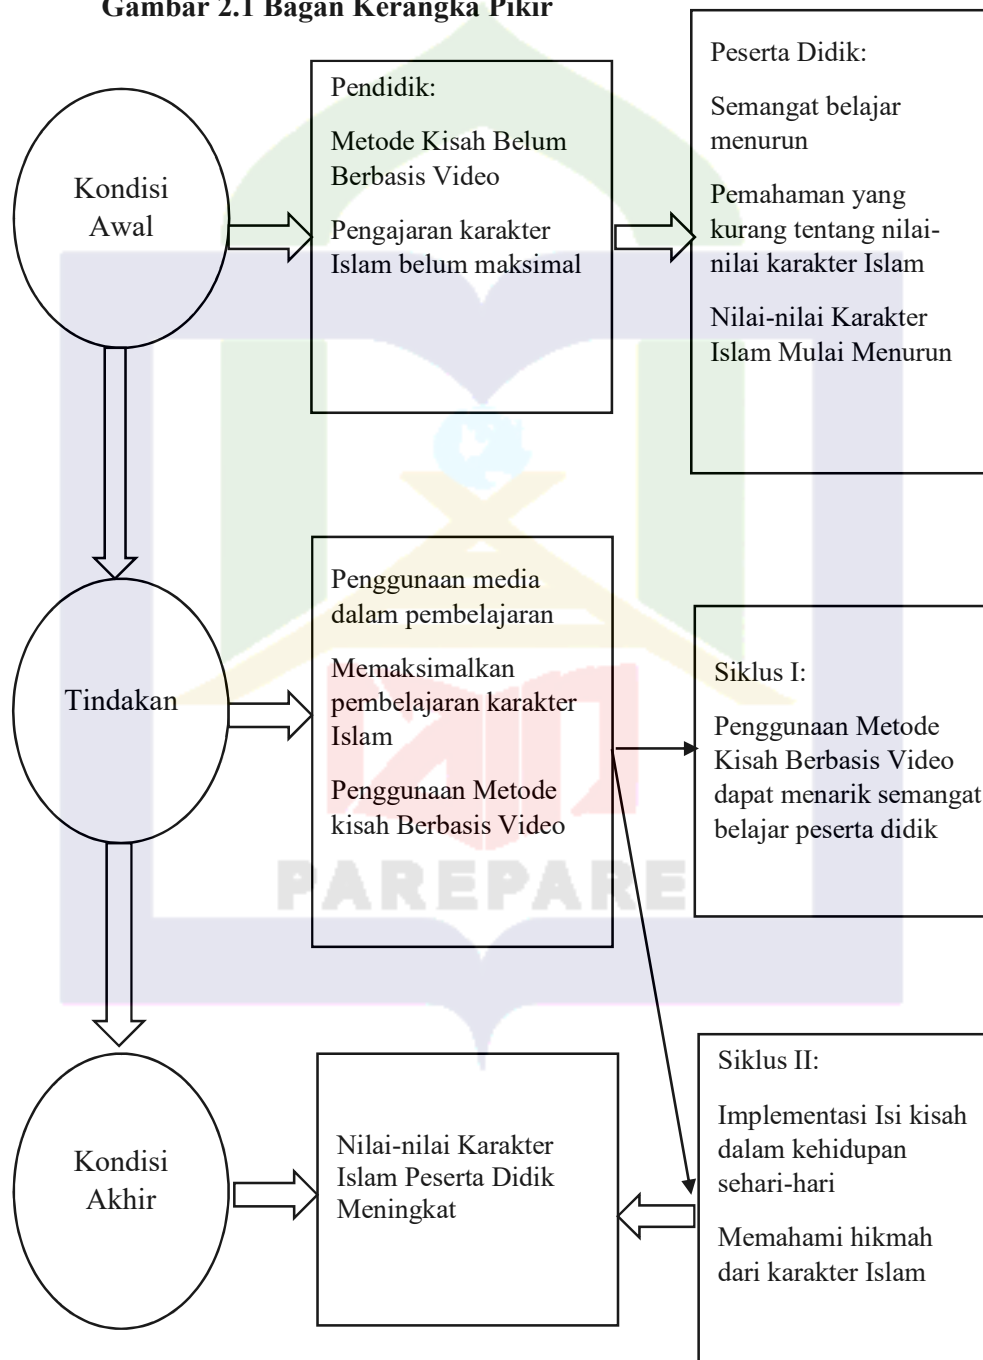 Gambar 2.1 Bagan Kerangka Pikir
Kondisi
Awal
Pendidik:
Metode Kisah Belum
Berbasis Video
Pengajaran karakter
Islam belum maksimal
Peserta Didik:
Semangat belajar
menurun
Pemahaman yang
kurang tentang nilai-
nilai karakter Islam
Nilai-nilai Karakter
Islam Mulai Menurun
Tindakan
Penggunaan media
dalam pembelajaran
Memaksimalkan
pembelajaran karakter
Islam
Penggunaan Metode
kisah Berbasis Video
Siklus I:
Penggunaan Metode
Kisah Berbasis Video
dapat menarik semangat
belajar peserta didik
PAREPARE
Kondisi
Akhir
Nilai-nilai Karakter
Islam Peserta Didik
Meningkat
Siklus II:
Implementasi Isi kisah
dalam kehidupan
sehari-hari
Memahami hikmah
dari karakter Islam